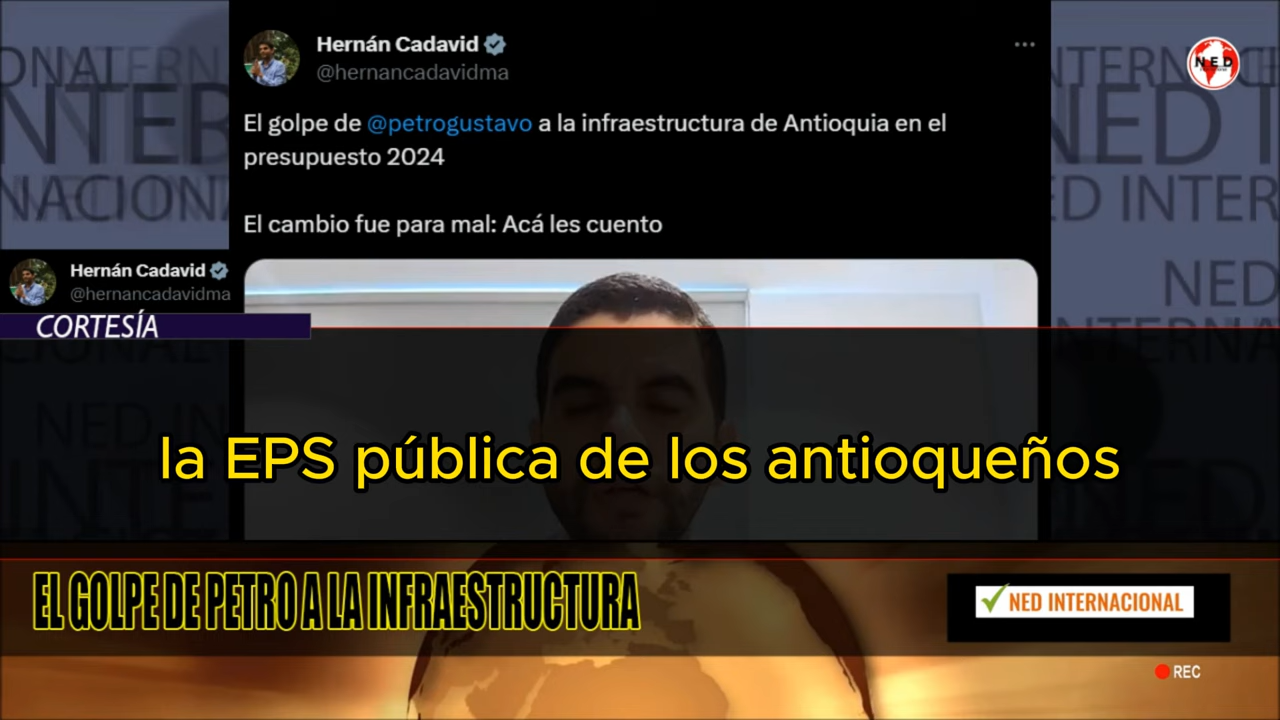 Hernán Cadavid
@hernancadavidma
El golpe de @petrogustavo a la infraestructura de Antioquia en el
presupuesto 2024
El cambio fue para mal: Acá les cuento
NED
Hernán Cadavid
@hernancadavidma
CORTESÍA
la EPS pública de los antioqueños
EL GOLPE DE PETRO A LA INFRAESTRUCTURA
NED INTERNACIONAL
REC